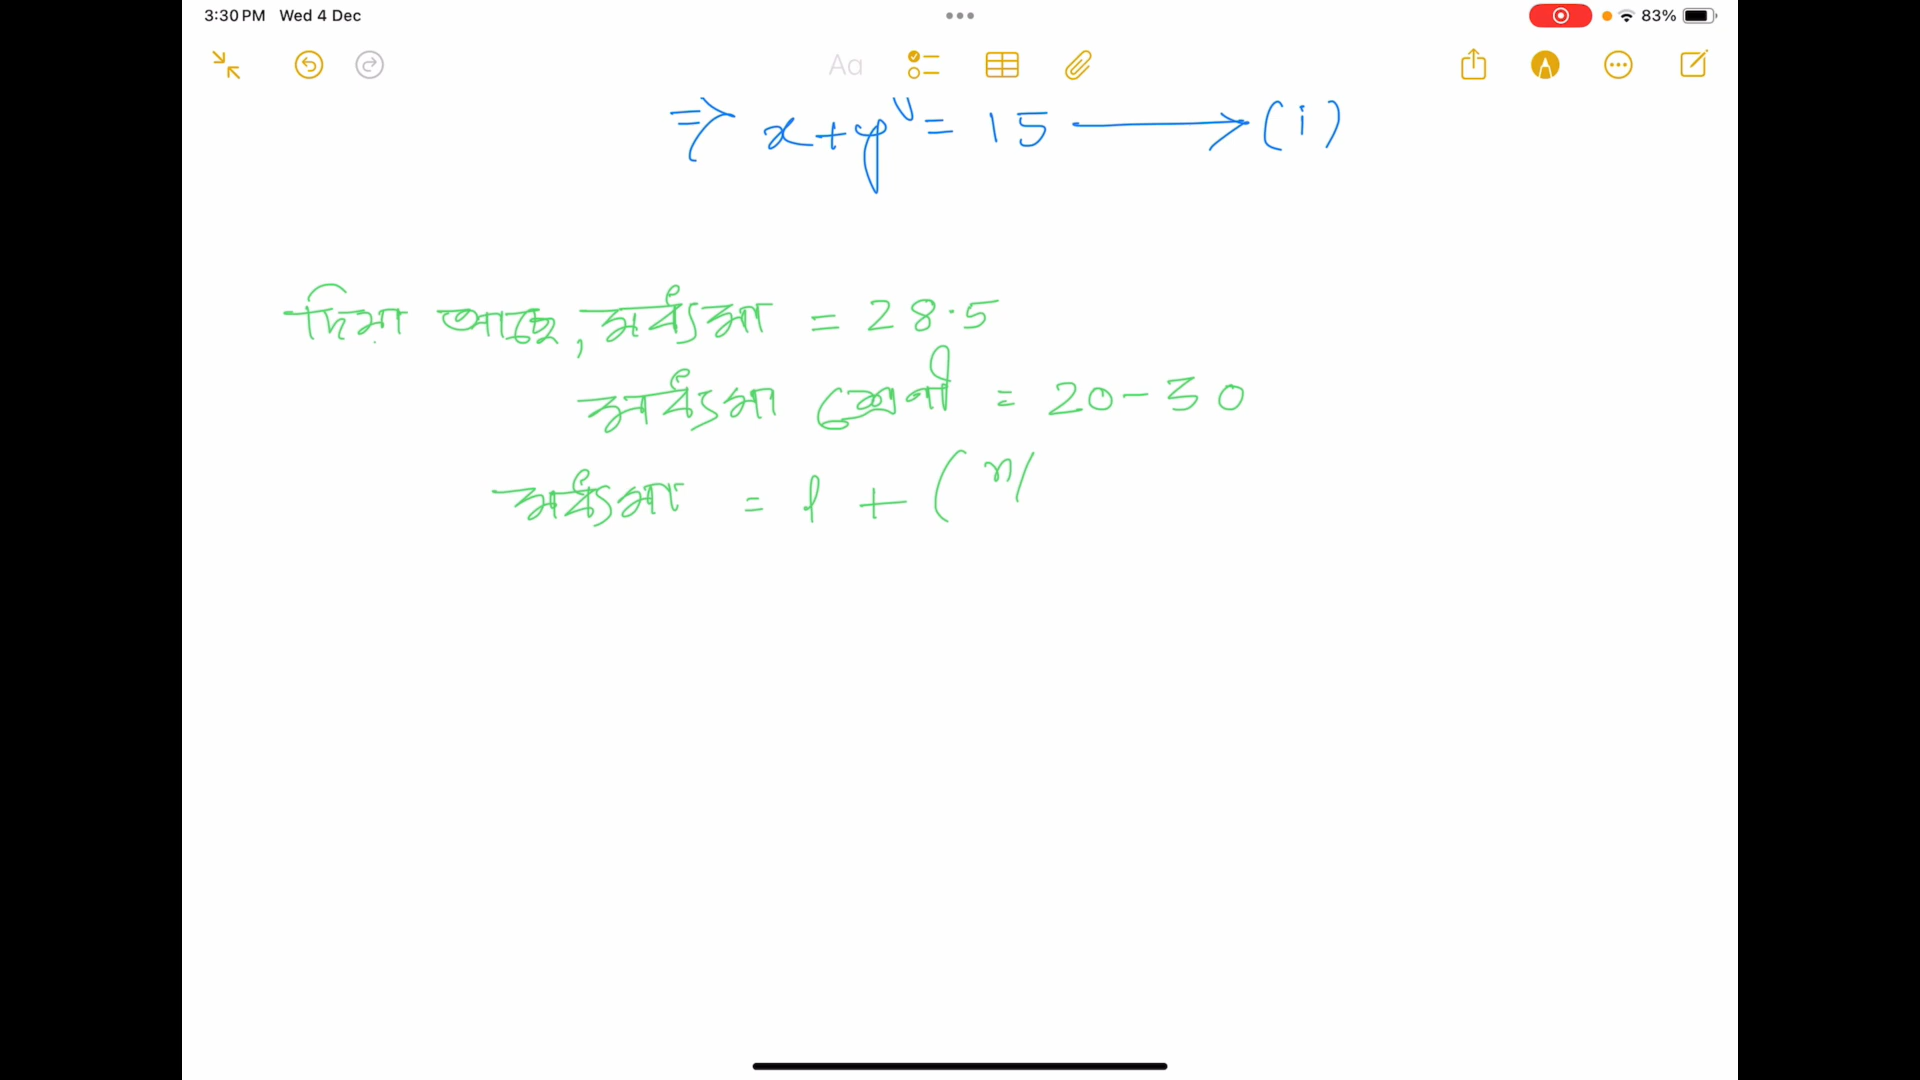 3:30 PM Wed 4 Dec
83%
Aa
⇒ x+y = 15 ⟶ (i)
দিয়া আছে, মধ্যমা = 28.5
মধ্যমা শ্রেণী = 20-30
মধ্যমা = l + ( n/